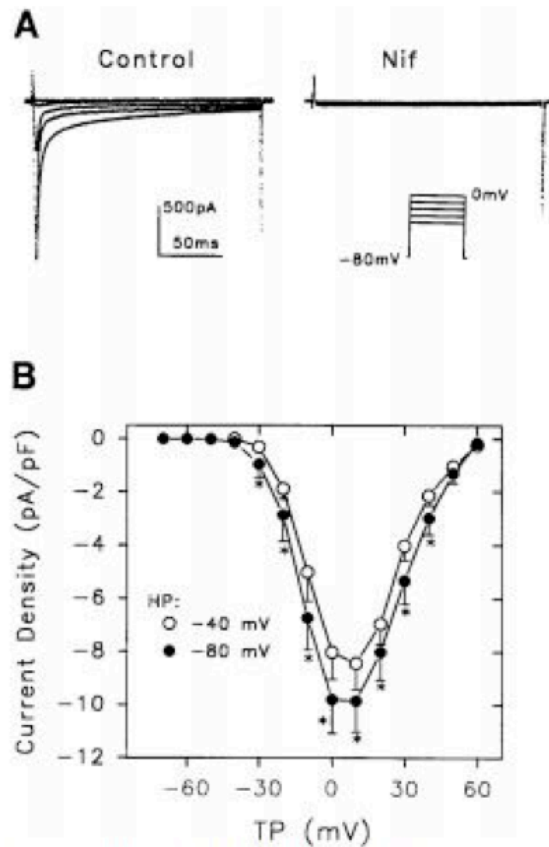 A
Control Nif
500pA
50ms
0mV
-80mV
B
Current Density (pA/pF)
0
-2
-4
-6
-8
-10
-12
HP:
-40 mV
-80 mV
* * * * * * * * *
-60 -30 0 30 60
TP (mV)